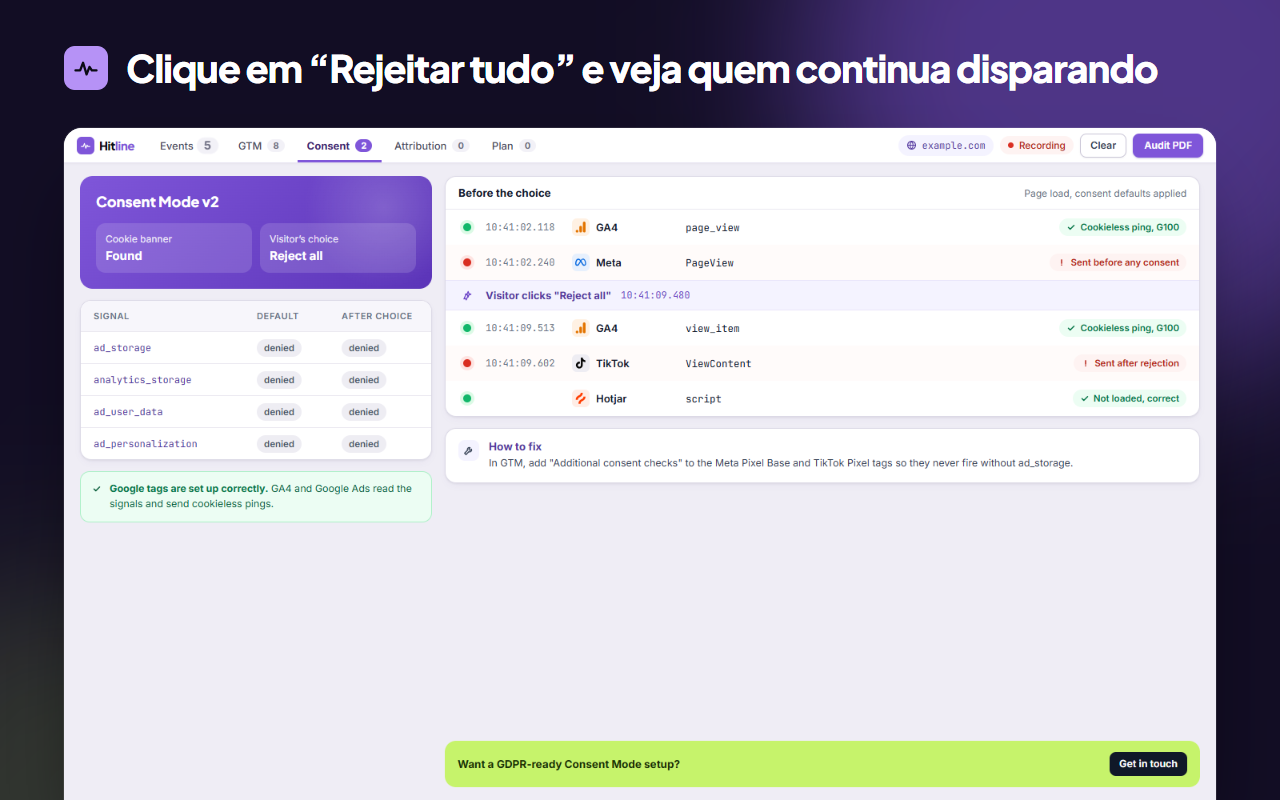 Clique em “Rejeitar tudo” e veja quem continua disparando
Hitline Events 5 GTM 8 Consent 2 Attribution 0 Plan 0 example.com Recording Clear Audit PDF
Consent Mode v2
Cookie banner
Found
Visitor's choice
Reject all
SIGNAL DEFAULT AFTER CHOICE
ad_storage denied denied
analytics_storage denied denied
ad_user_data denied denied
ad_personalization denied denied
Google tags are set up correctly. GA4 and Google Ads read the
signals and send cookieless pings.
Before the choice Page load, consent defaults applied
10:41:02.118 GA4 page_view Cookieless ping, G100
10:41:02.240 Meta PageView ! Sent before any consent
Visitor clicks "Reject all" 10:41:09.480
10:41:09.513 GA4 view_item Cookieless ping, G100
10:41:09.602 TikTok ViewContent ! Sent after rejection
Hotjar script Not loaded, correct
How to fix
In GTM, add "Additional consent checks" to the Meta Pixel Base and TikTok Pixel tags so they never fire without ad_storage.
Want a GDPR-ready Consent Mode setup? Get in touch